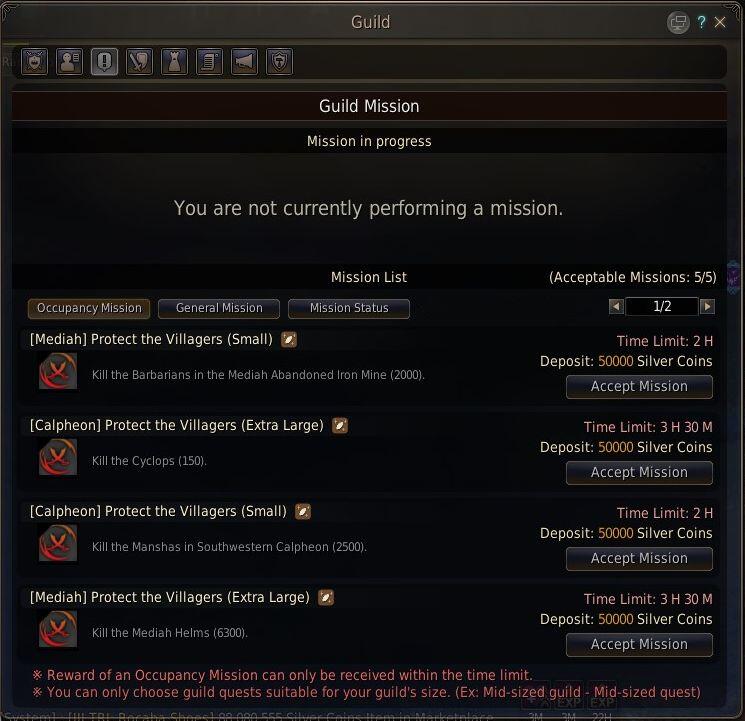 Guild
?
Guild Mission
Mission in progress
You are not currently performing a mission.
Mission List
(Acceptable Missions: 5/5)
Occupancy Mission
General Mission
Mission Status
1/2
[Mediah] Protect the Villagers (Small)
Time Limit: 2 H
Kill the Barbarians in the Mediah Abandoned Iron Mine (2000).
Deposit: 50000 Silver Coins
Accept Mission
[Calpheon] Protect the Villagers (Extra Large)
Time Limit: 3 H 30 M
Kill the Cyclops (150).
Deposit: 50000 Silver Coins
Accept Mission
[Calpheon] Protect the Villagers (Small)
Time Limit: 2 H
Kill the Manshas in Southwestern Calpheon (2500).
Deposit: 50000 Silver Coins
Accept Mission
[Mediah] Protect the Villagers (Extra Large)
Time Limit: 3 H 30 M
Kill the Mediah Helms (6300).
Deposit: 50000 Silver Coins
Accept Mission
※ Reward of an Occupancy Mission can only be received within the time limit.
※ You can only choose guild quests suitable for your guild's size. (Ex: Mid-sized guild - Mid-sized quest)
EXP EXP
Silver Coins Item in Marketplace